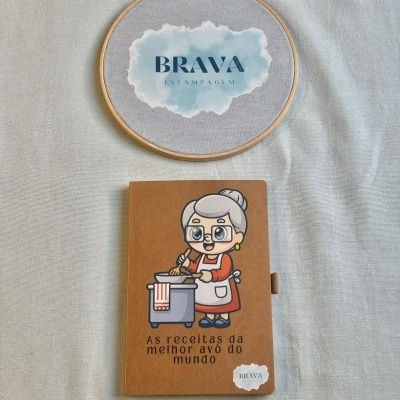 BRAVA
ESTAMPAGEM
As receitas da
melhor avó do
mundo
BRAVA